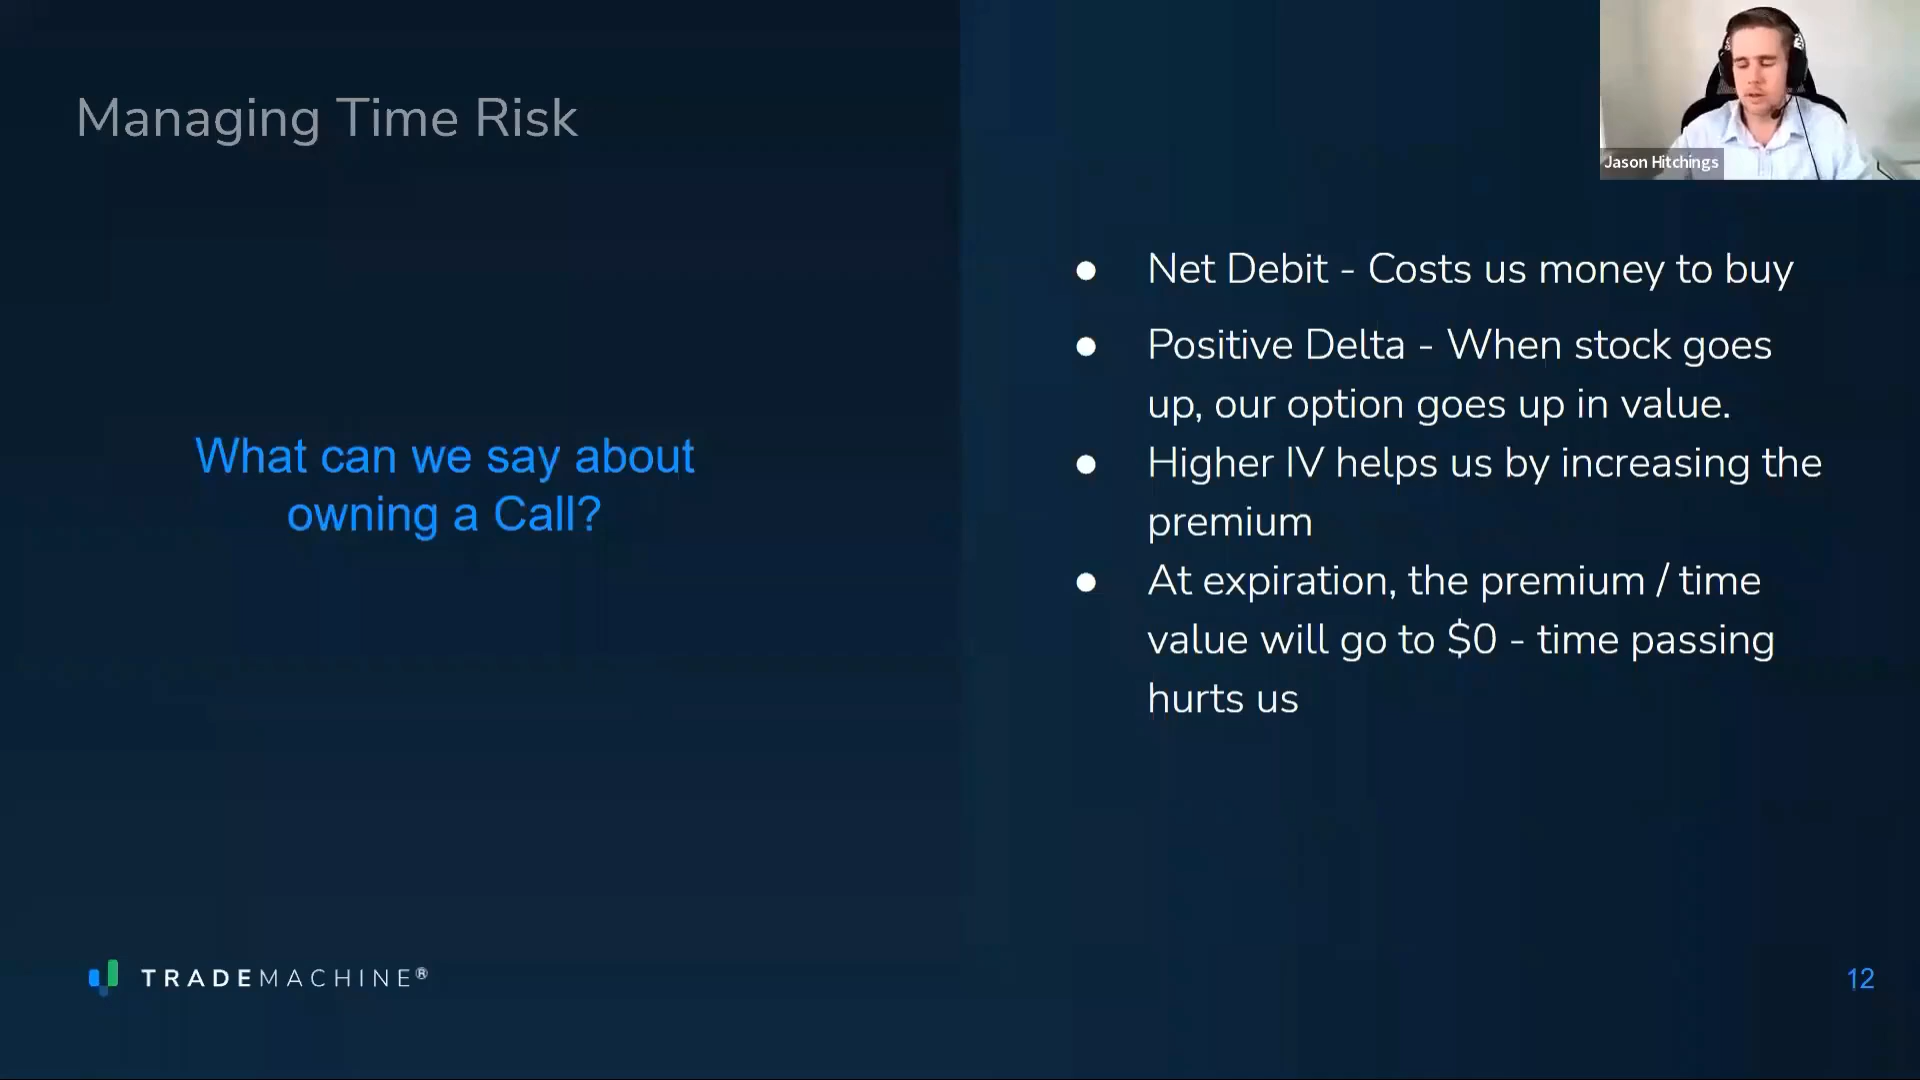 Managing Time Risk
Jason Hitchings
What can we say about
owning a Call?
● Net Debit - Costs us money to buy
● Positive Delta - When stock goes
up, our option goes up in value.
● Higher IV helps us by increasing the
premium
● At expiration, the premium / time
value will go to $0 - time passing
hurts us
TRADEMACHINE®
12